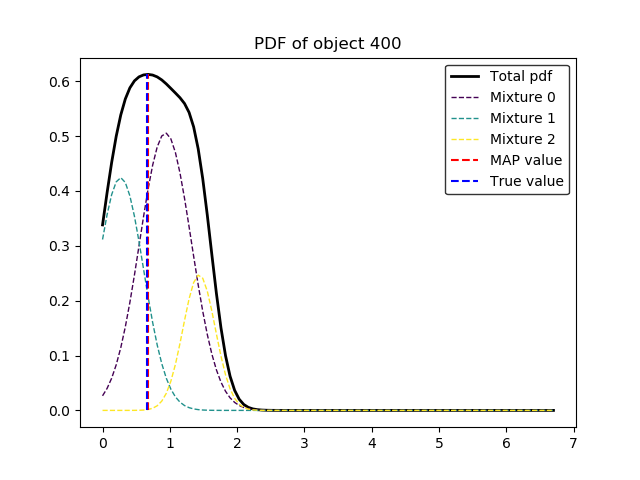 PDF of object 400
Total pdf
Mixture 0
Mixture 1
Mixture 2
MAP value
True value
0.6
0.5
0.4
0.3
0.2
0.1
0.0
0 1 2 3 4 5 6 7